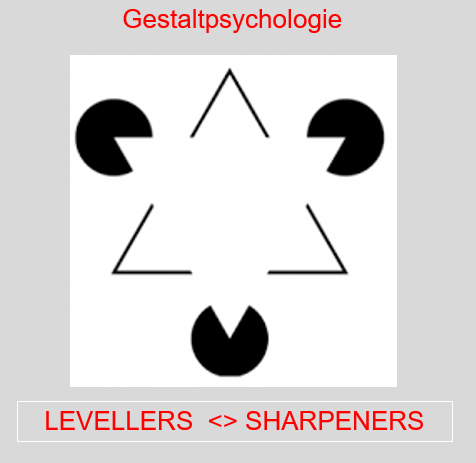 Gestaltpsychologie
LEVELLERS <> SHARPENERS